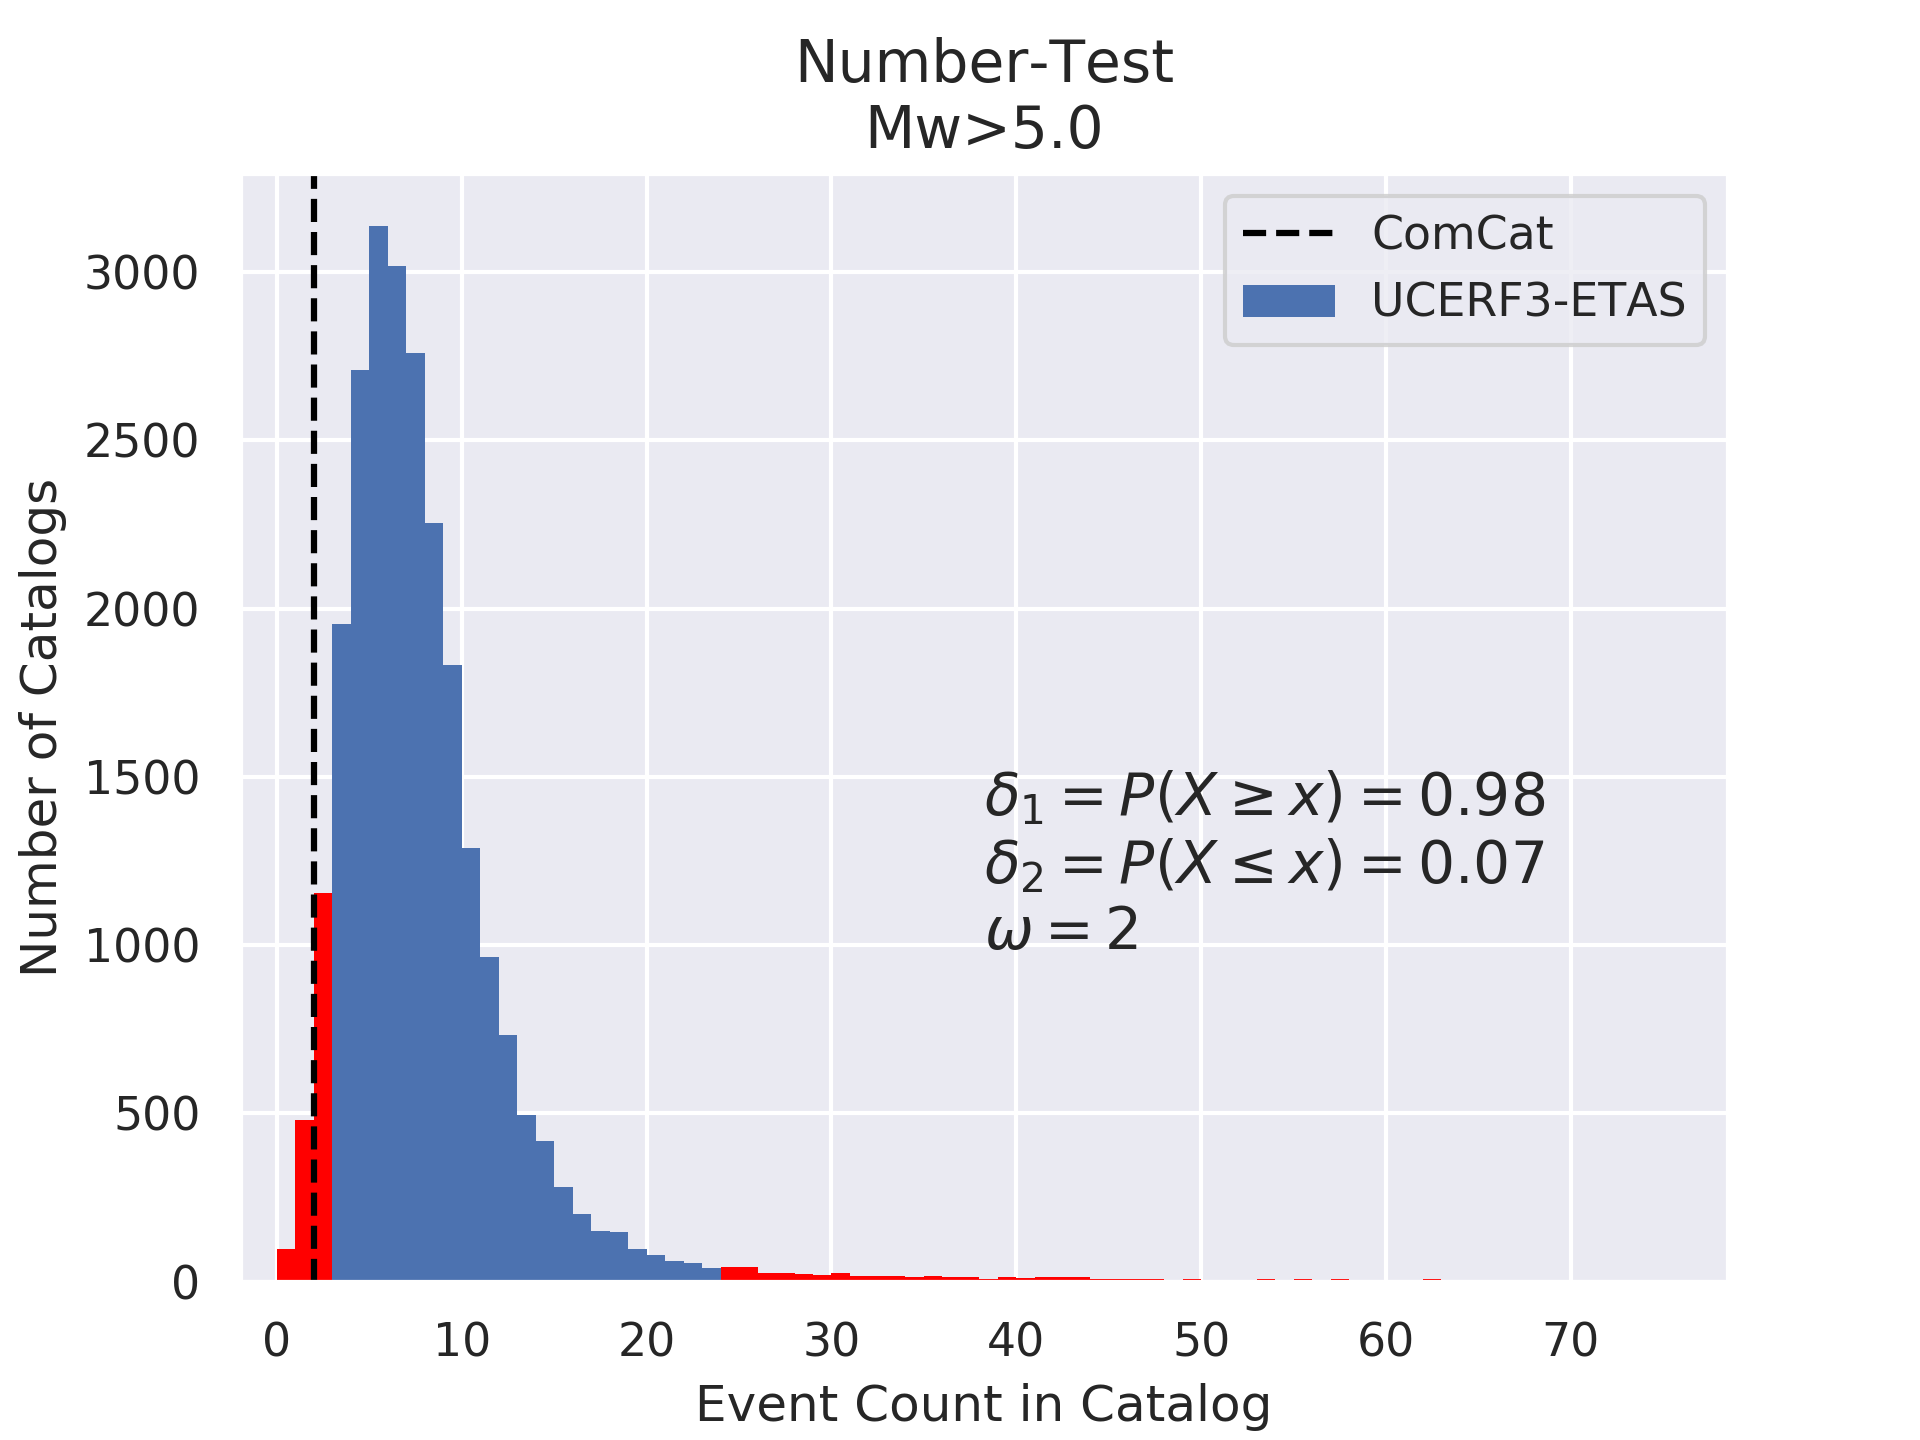 Number-Test
Mw>5.0
ComCat
UCERF3-ETAS
Number of Catalogs
3000
2500
2000
1500
1000
500
0
δ₁ = P(X ≥ x) = 0.98
δ₂ = P(X ≤ x) = 0.07
ω = 2
0 10 20 30 40 50 60 70
Event Count in Catalog